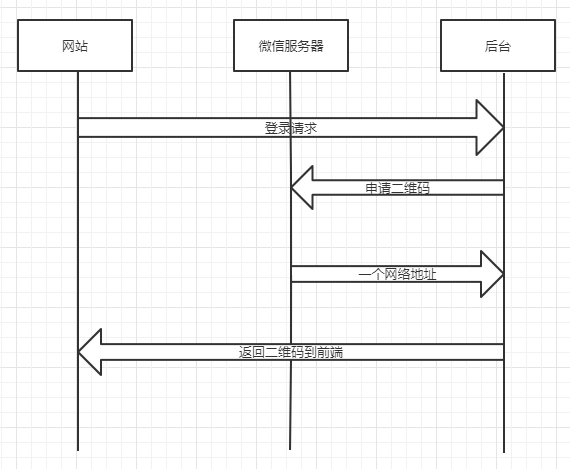 网站
微信服务器
后台
登录请求
申请二维码
一个网络地址
返回二维码到前端